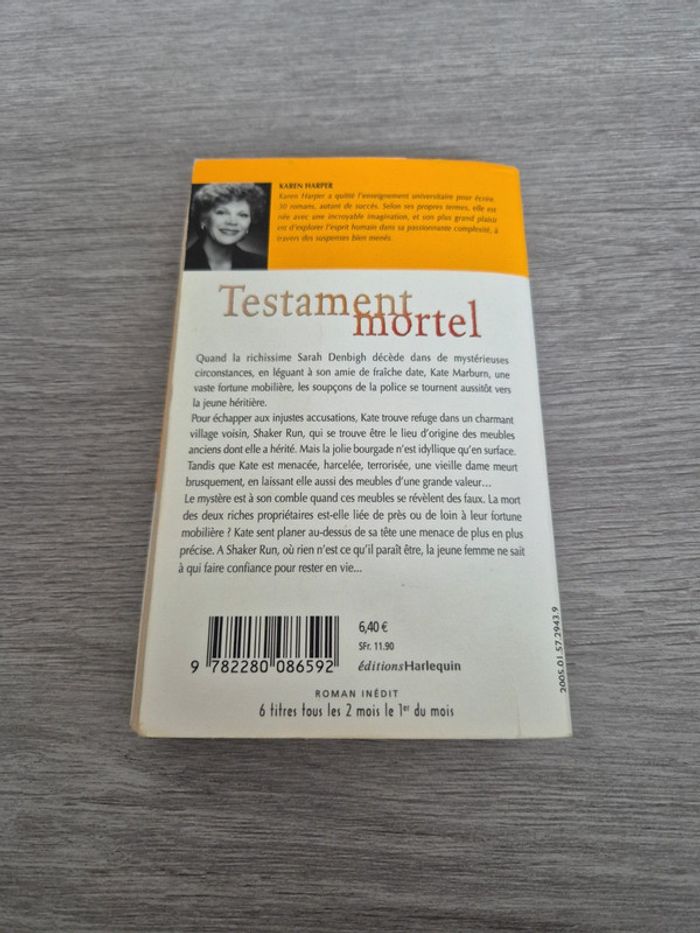 KAREN HARPER
Karen Harper a quitté l'enseignement universitaire pour écrire
30 romans, autant de succès. Selon ses propres termes, elle est
née avec une incroyable imagination, et son plus grand plaisir
est d'explorer l'esprit humain dans sa passionnante complexité, à
travers des suspenses bien menés.
Testament
mortel
Quand la richissime Sarah Denbigh décède dans de mystérieuses
circonstances, en léguant à son amie de fraîche date, Kate Marburn, une
vaste fortune mobilière, les soupçons de la police se tournent aussitôt vers
la jeune héritière.
Pour échapper aux injustes accusations, Kate trouve refuge dans un charmant
village voisin, Shaker Run, qui se trouve être le lieu d'origine des meubles
anciens dont elle a hérité. Mais la jolie bourgade n'est idyllique qu'en surface.
Tandis que Kate est menacée, harcelée, terrorisée, une vieille dame meurt
brusquement, en laissant elle aussi des meubles d'une grande valeur...
Le mystère est à son comble quand ces meubles se révèlent des faux. La mort
des deux riches propriétaires est-elle liée de près ou de loin à leur fortune
mobilière ? Kate sent planer au-dessus de sa tête une menace de plus en plus
précise. A Shaker Run, où rien n'est ce qu'il paraît être, la jeune femme ne sait
à qui faire confiance pour rester en vie...
6,40 €
SFr. 11.90
éditionsHarlequin
9 782280 086592
2005.01.57.2943.9
ROMAN INÉDIT
6 titres tous les 2 mois le 1er du mois